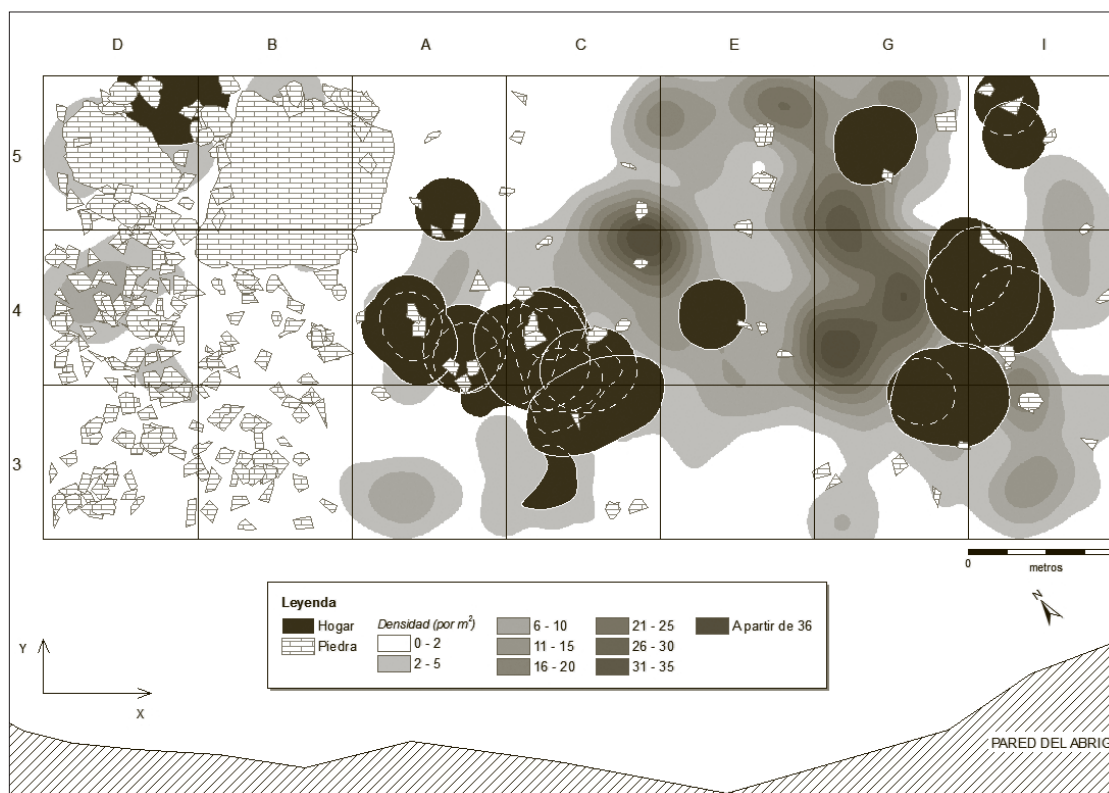 D B A C E G I
5
4
3
0
metros
N
Leyenda
Hogar
Piedra
Densidad (por m²)
0 - 2
2 - 5
6 - 10
11 - 15
16 - 20
21 - 25
26 - 30
31 - 35
A partir de 36
Y
X
PARED DEL ABRIG